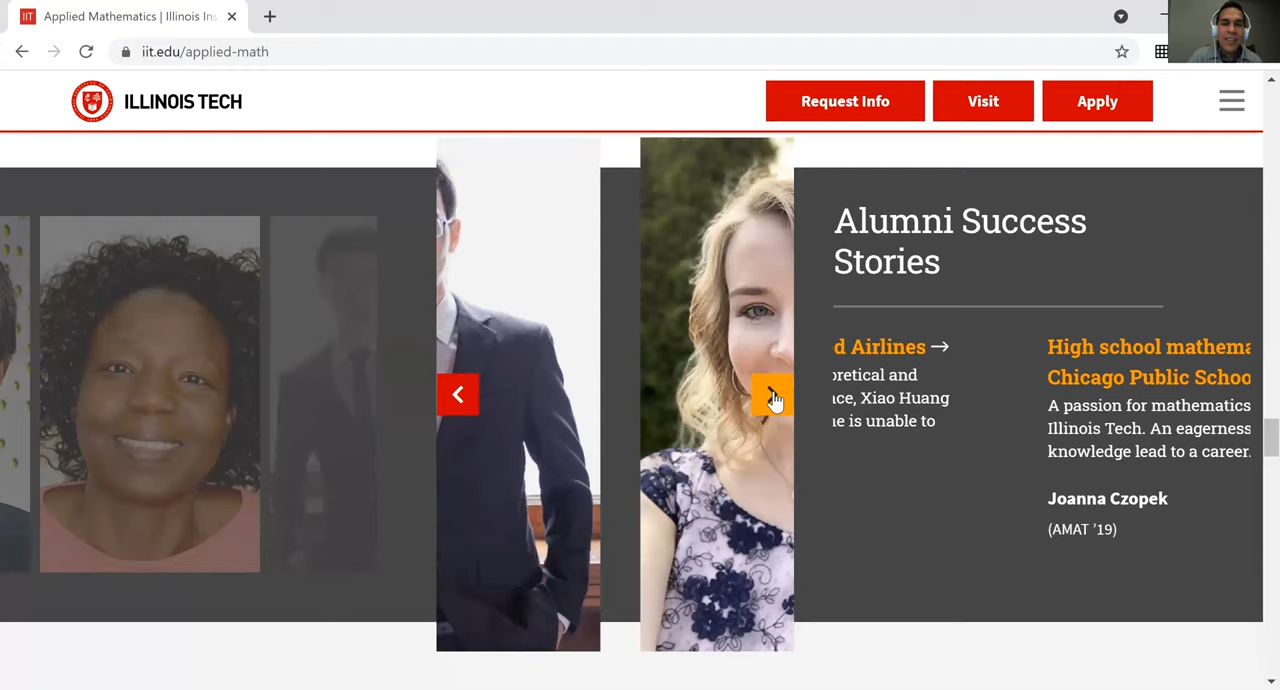 Applied Mathematics | Illinois Ins
iit.edu/applied-math
ILLINOIS TECH
Request Info
Visit
Apply
Alumni Success
Stories
d Airlines →
oretical and
nce, Xiao Huang
ne is unable to
High school mathema
Chicago Public Schoo
A passion for mathematics
Illinois Tech. An eagerness
knowledge lead to a career.
Joanna Czopek
(AMAT ’19)